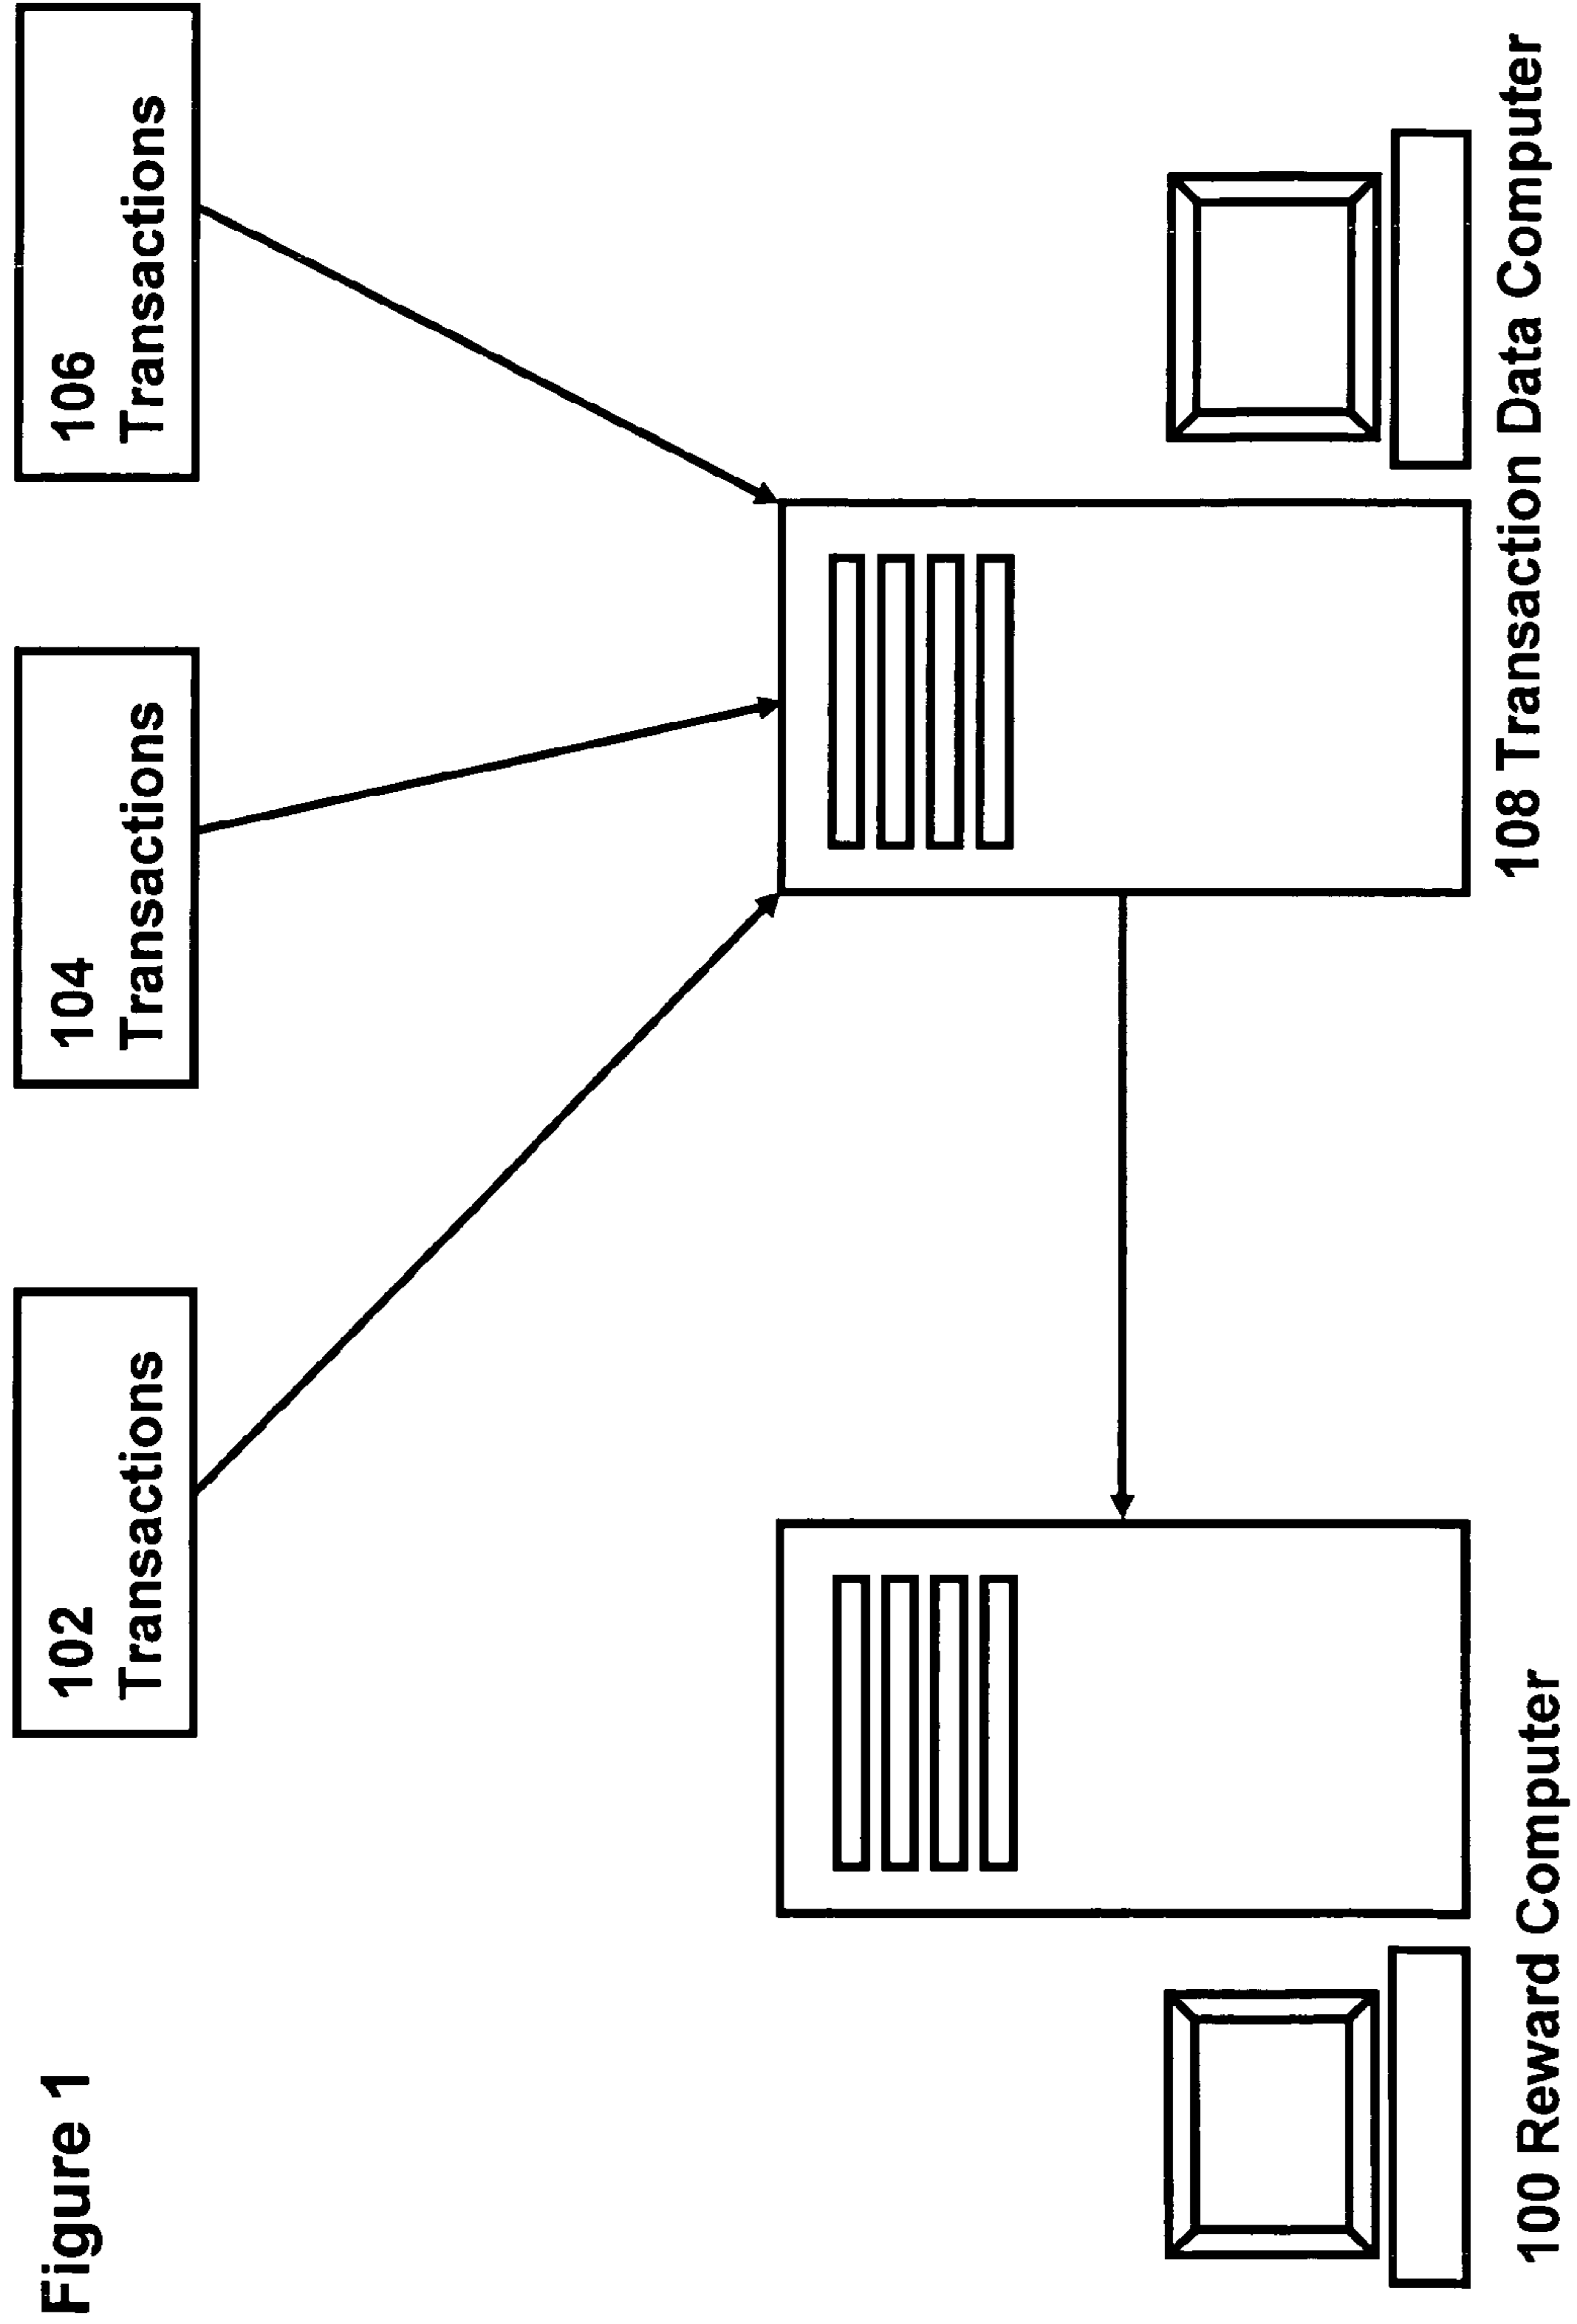 Figure 1
102
Transactions
104
Transactions
106
Transactions
100 Reward Computer
108 Transaction Data Computer